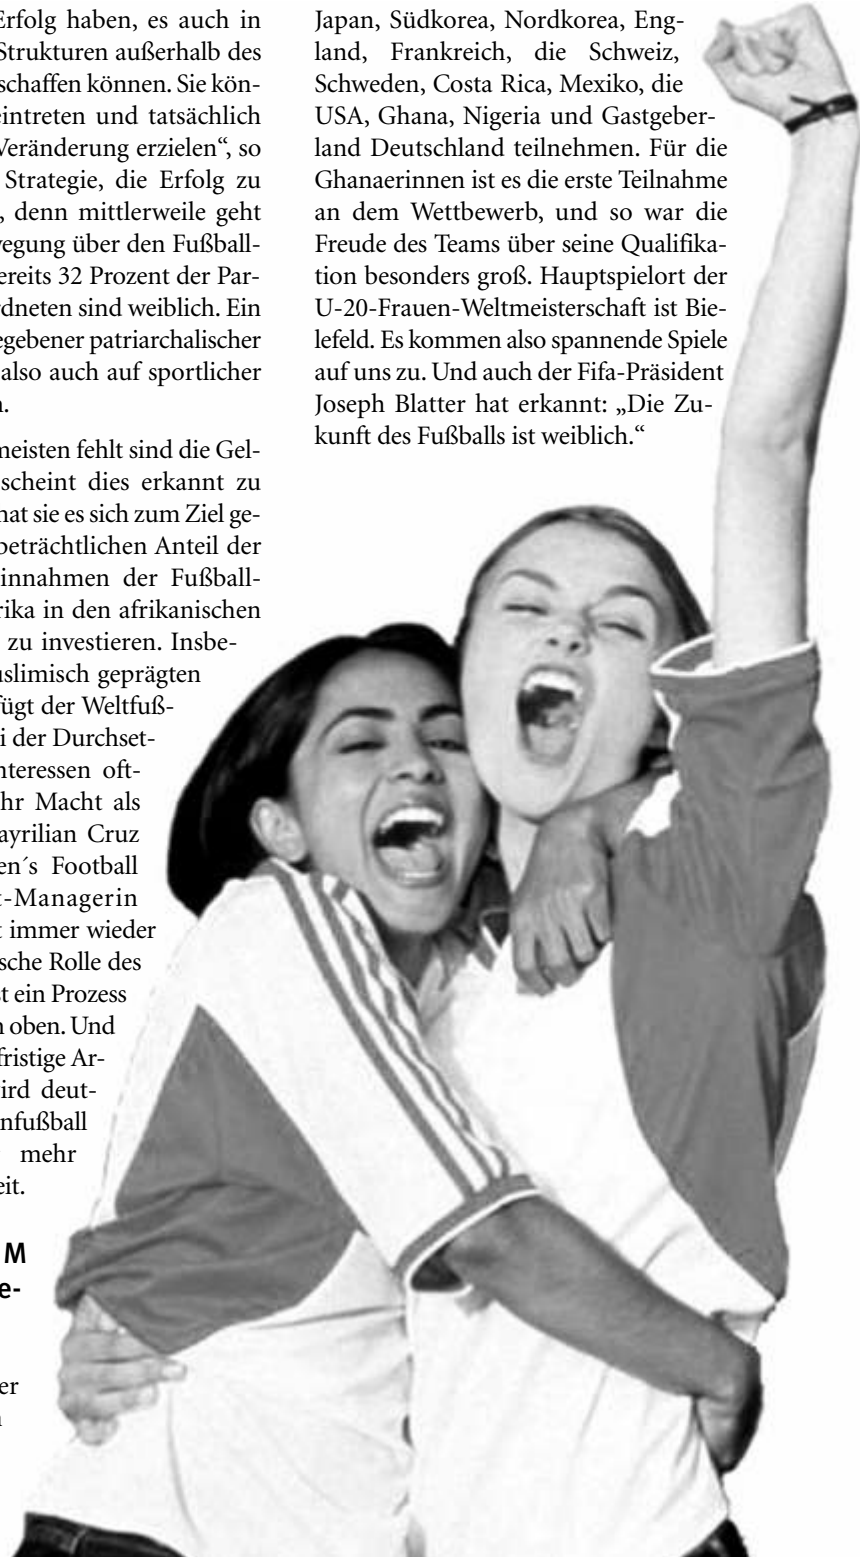 Erfolg haben, es auch in
Strukturen außerhalb des
schaffen können. Sie kön-
eintreten und tatsächlich
Veränderung erzielen“, so
Strategie, die Erfolg zu
, denn mittlerweile geht
wegung über den Fußball-
ereits 32 Prozent der Par-
rdneten sind weiblich. Ein
egebener patriarchalischer
also auch auf sportlicher
n.
meisten fehlt sind die Gel-
scheint dies erkannt zu
hat sie es sich zum Ziel ge-
beträchtlichen Anteil der
innahmen der Fußball-
rika in den afrikanischen
zu investieren. Insbe-
uslimisch geprägten
fügt der Weltfuß-
i der Durchset-
nteressen oft-
hr Macht als
ayrilian Cruz
en´s Football
t-Managerin
t immer wieder
sche Rolle des
st ein Prozess
n oben. Und
fristige Ar-
ird deut-
nfußball
mehr
eit.
M
e-
er
n
Japan, Südkorea, Nordkorea, Eng-
land, Frankreich, die Schweiz,
Schweden, Costa Rica, Mexiko, die
USA, Ghana, Nigeria und Gastgeber-
land Deutschland teilnehmen. Für die
Ghanaerinnen ist es die erste Teilnahme
an dem Wettbewerb, und so war die
Freude des Teams über seine Qualifika-
tion besonders groß. Hauptspielort der
U-20-Frauen-Weltmeisterschaft ist Bie-
lefeld. Es kommen also spannende Spiele
auf uns zu. Und auch der Fifa-Präsident
Joseph Blatter hat erkannt: „Die Zu-
kunft des Fußballs ist weiblich.“